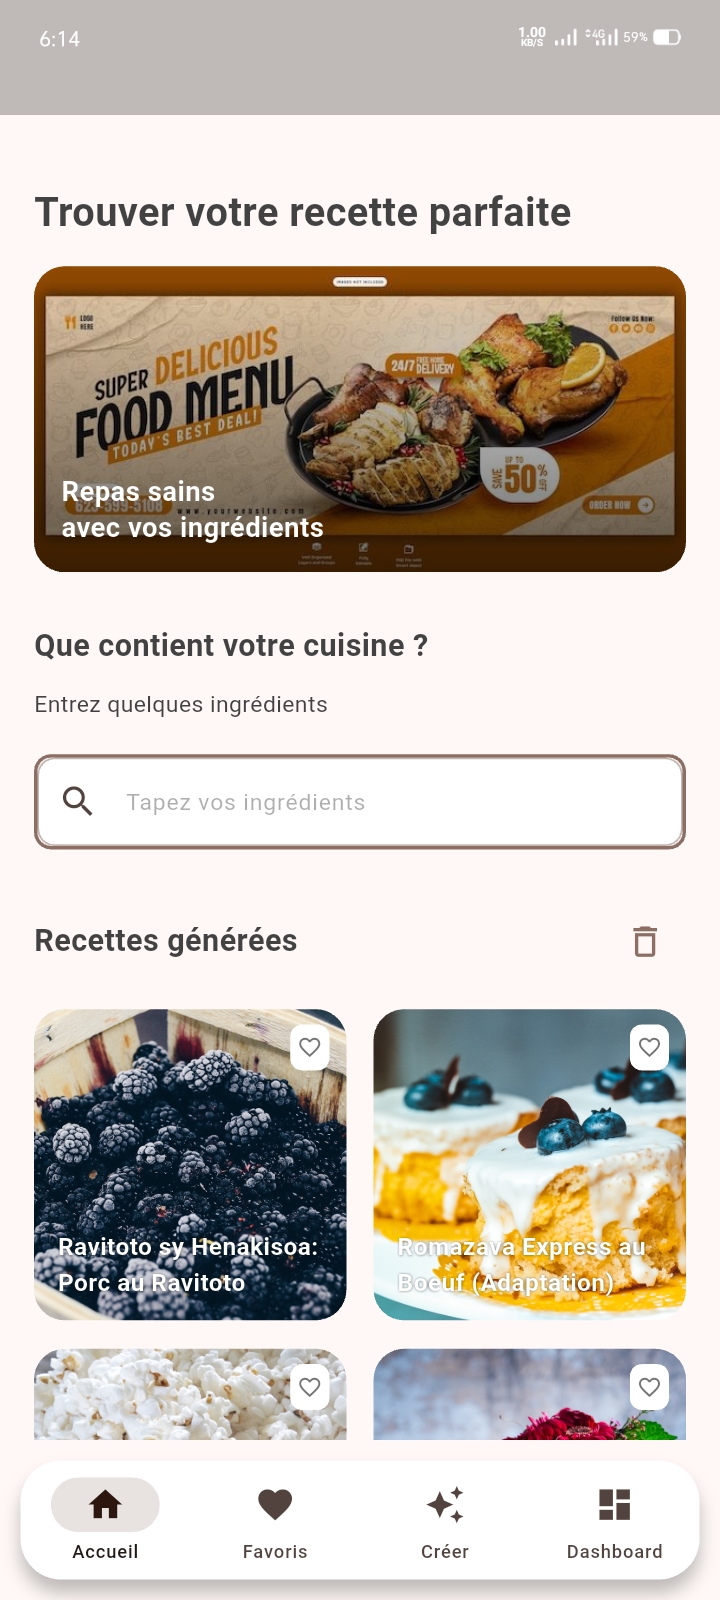 6:14
1.00
KB/S
4G
59%
Trouver votre recette parfaite
IMAGES NOT INCLUDED
LOGO
HERE
Follow Us Now:
SUPER DELICIOUS
FOOD MENU
TODAY'S BEST DEAL!
24/7 FREE HOME
DELIVERY
SAVE UP TO
50% OFF
623-599-5108
www.yourwebsite.com
ORDER NOW
Repas sains
avec vos ingrédients
Que contient votre cuisine ?
Entrez quelques ingrédients
Tapez vos ingrédients
Recettes générées
Ravitoto sy Henakisoa:
Porc au Ravitoto
Romazava Express au
Boeuf (Adaptation)
Accueil
Favoris
Créer
Dashboard